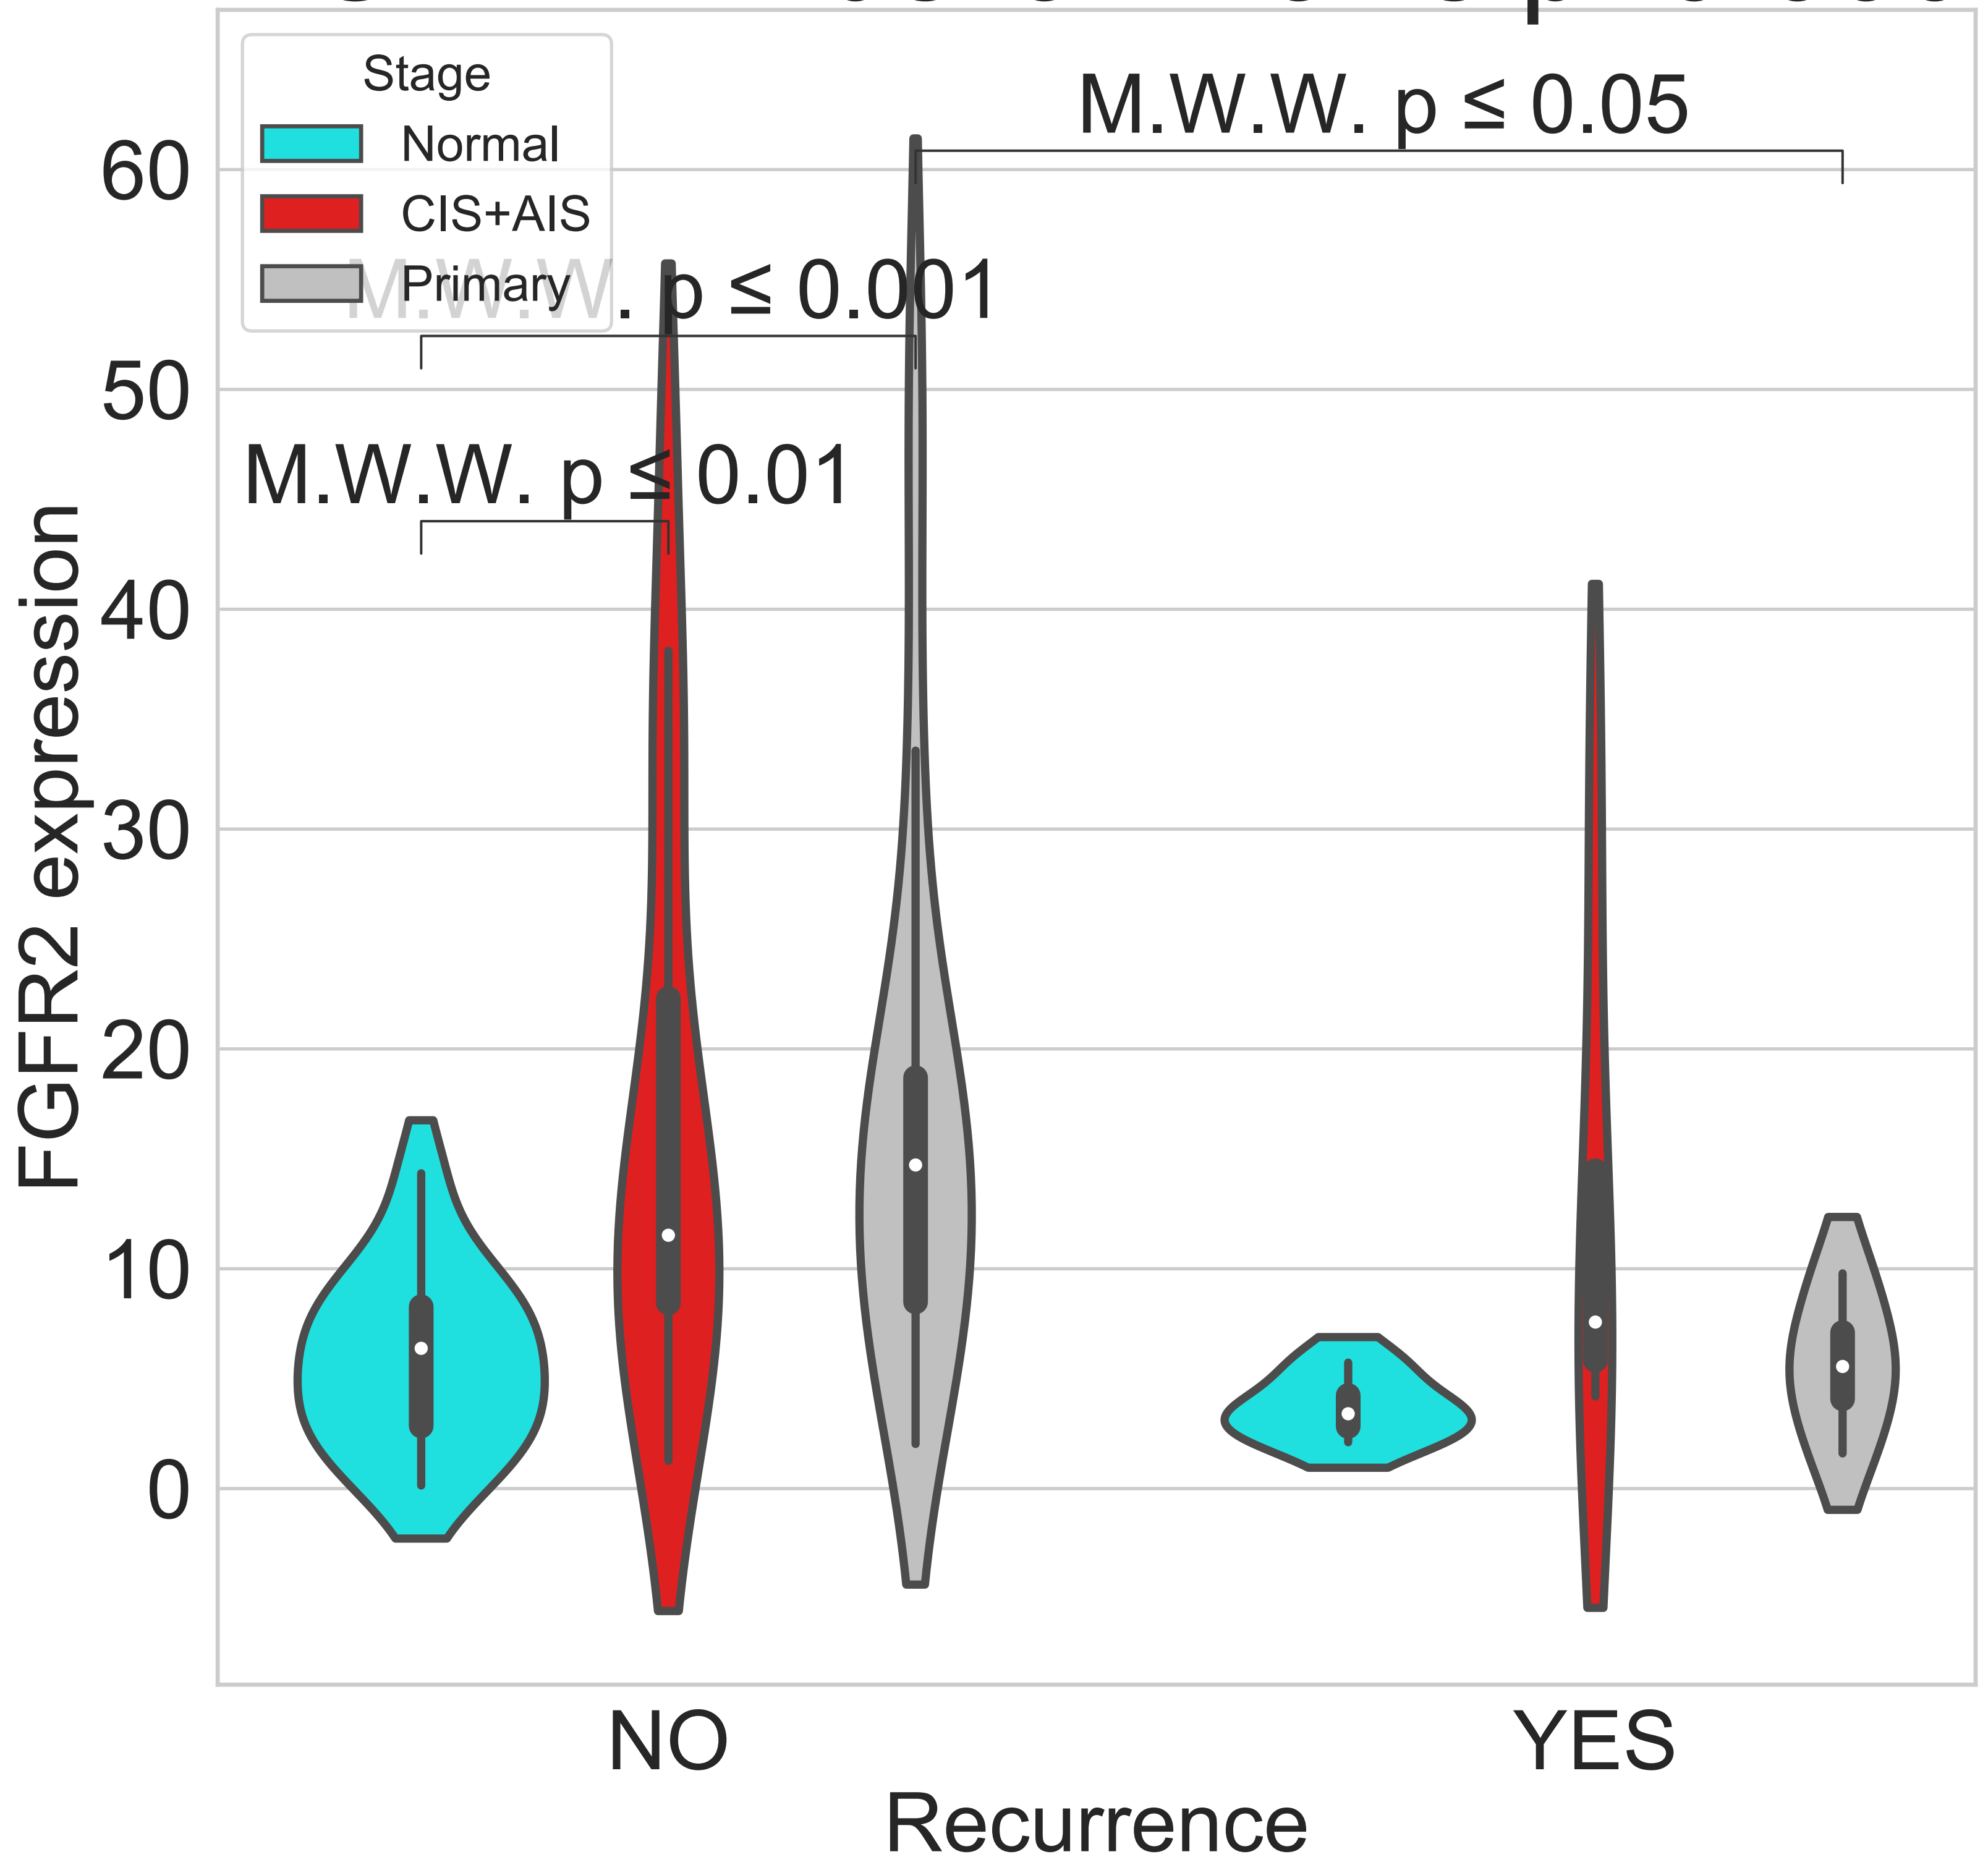 Stage
Normal
CIS+AIS
Primary
M.W.W. p ≤ 0.05
M.W.W. p ≤ 0.001
M.W.W. p ≤ 0.01
60
50
40
30
20
10
0
FGFR2 expression
NO
YES
Recurrence